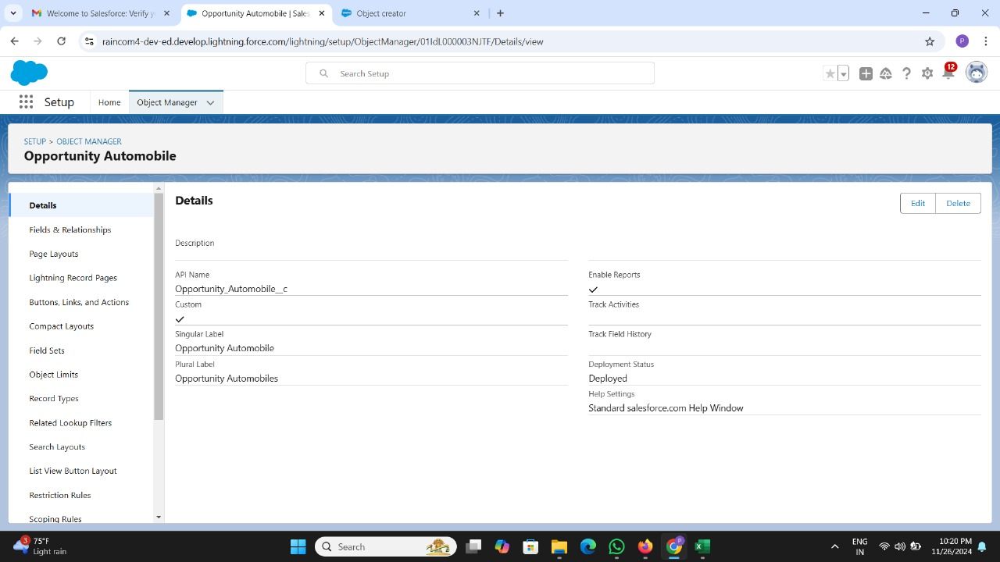 Welcome to Salesforce: Verify y
Opportunity Automobile | Sales
Object creator
raincom4-dev-ed.develop.lightning.force.com/lightning/setup/ObjectManager/01IdL000003NJTF/Details/view
P
Search Setup
12
Setup
Home
Object Manager
SETUP > OBJECT MANAGER
Opportunity Automobile
Details
Fields & Relationships
Page Layouts
Lightning Record Pages
Buttons, Links, and Actions
Compact Layouts
Field Sets
Object Limits
Record Types
Related Lookup Filters
Search Layouts
List View Button Layout
Restriction Rules
Scoping Rules
Details
Edit
Delete
Description
API Name
Opportunity_Automobile__c
Custom
Singular Label
Opportunity Automobile
Plural Label
Opportunity Automobiles
Enable Reports
Track Activities
Track Field History
Deployment Status
Deployed
Help Settings
Standard salesforce.com Help Window
3
75°F
Light rain
Search
P
ENG
IN
10:20 PM
11/26/2024